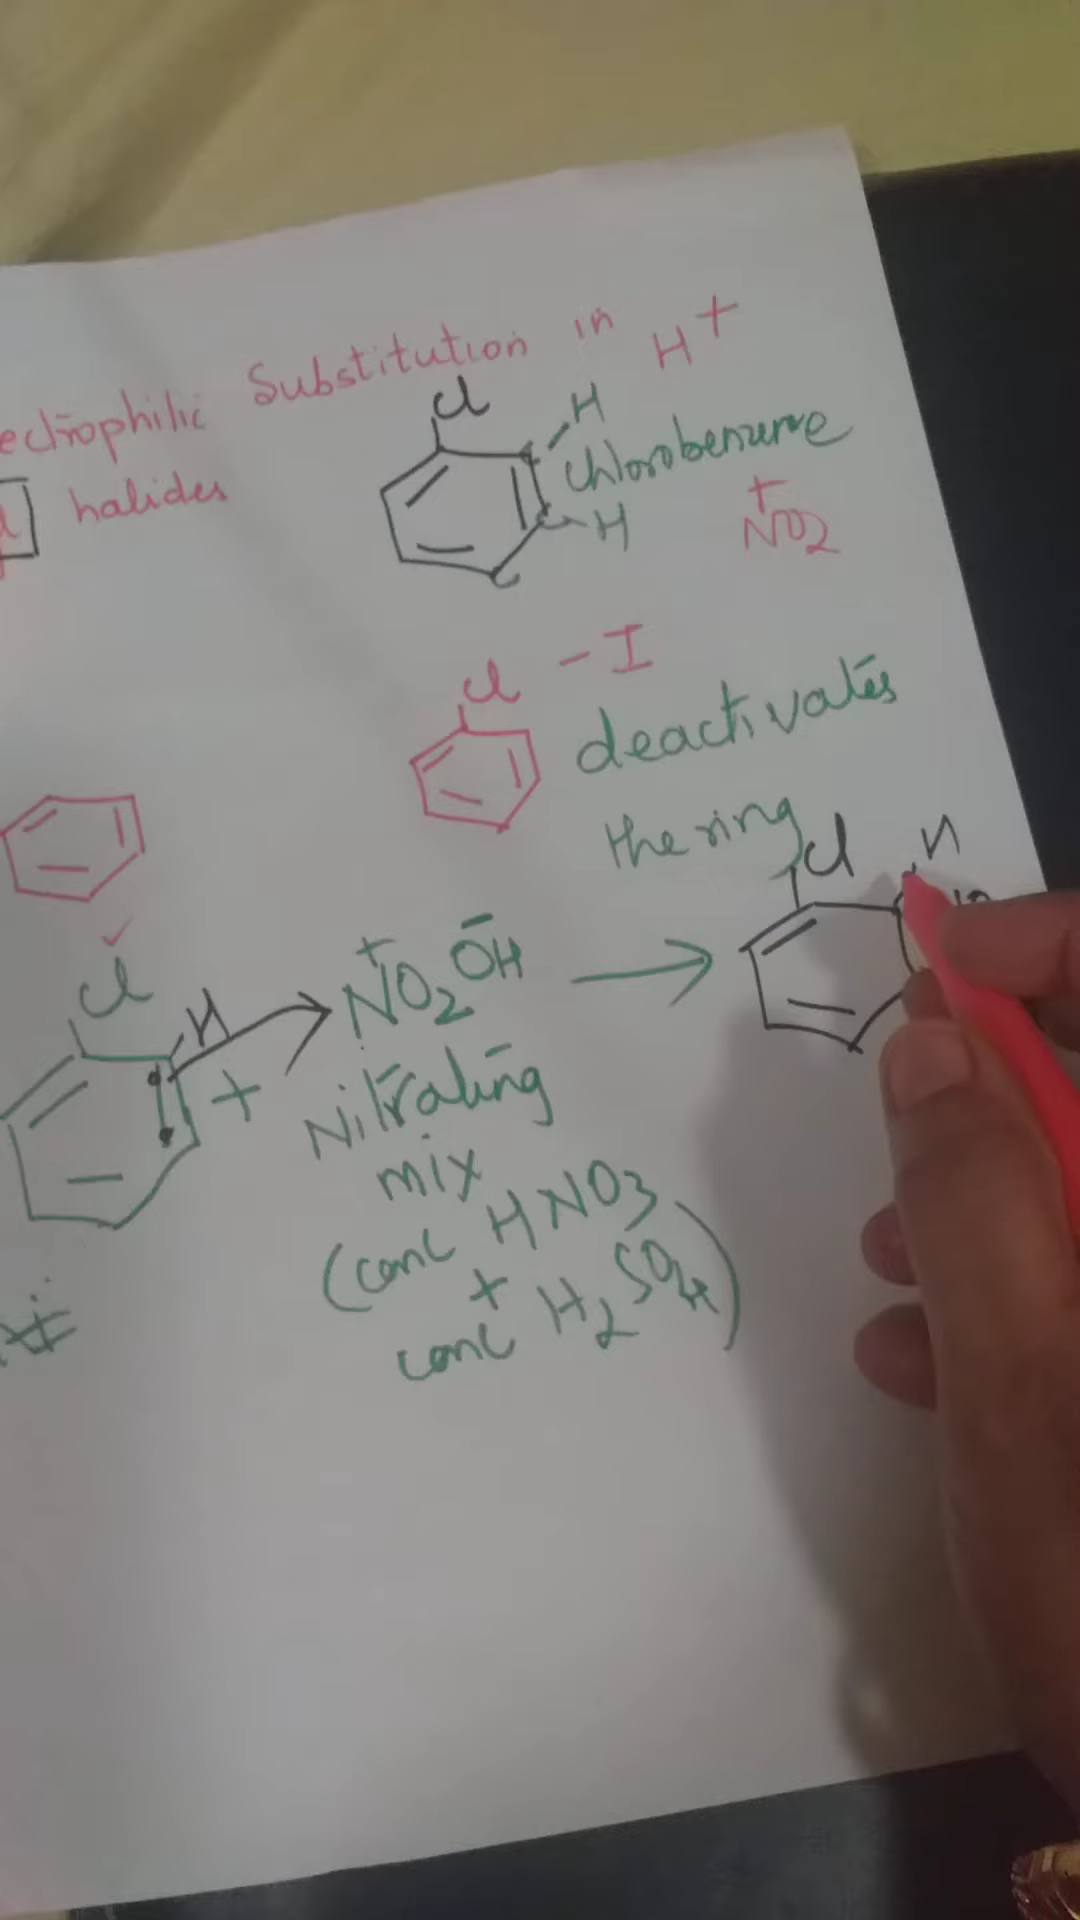 ectrophilic Substitution in H+
Cl
H
halides
Chlorobenzene
H
+
NO2
Cl - I
deactivates
the ring
Cl H
Cl
H
+
+
NO2 -
OH
Nitrating
mix
(conc HNO3
+
conc H2SO4)